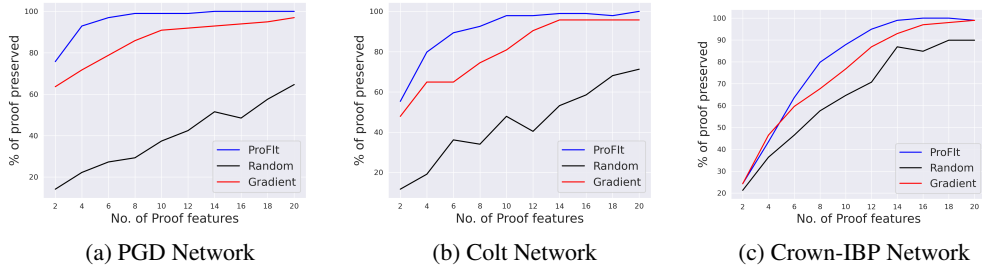 % of proof preserved
100
80
60
40
20
2 4 6 8 10 12 14 16 18 20
No. of Proof features
ProFIt
Random
Gradient
(a) PGD Network
% of proof preserved
100
80
60
40
20
2 4 6 8 10 12 14 16 18 20
No. of Proof features
ProFIt
Random
Gradient
(b) Colt Network
% of proof preserved
100
90
80
70
60
50
40
30
20
2 4 6 8 10 12 14 16 18 20
No. of Proof features
ProFIt
Random
Gradient
(c) Crown-IBP Network